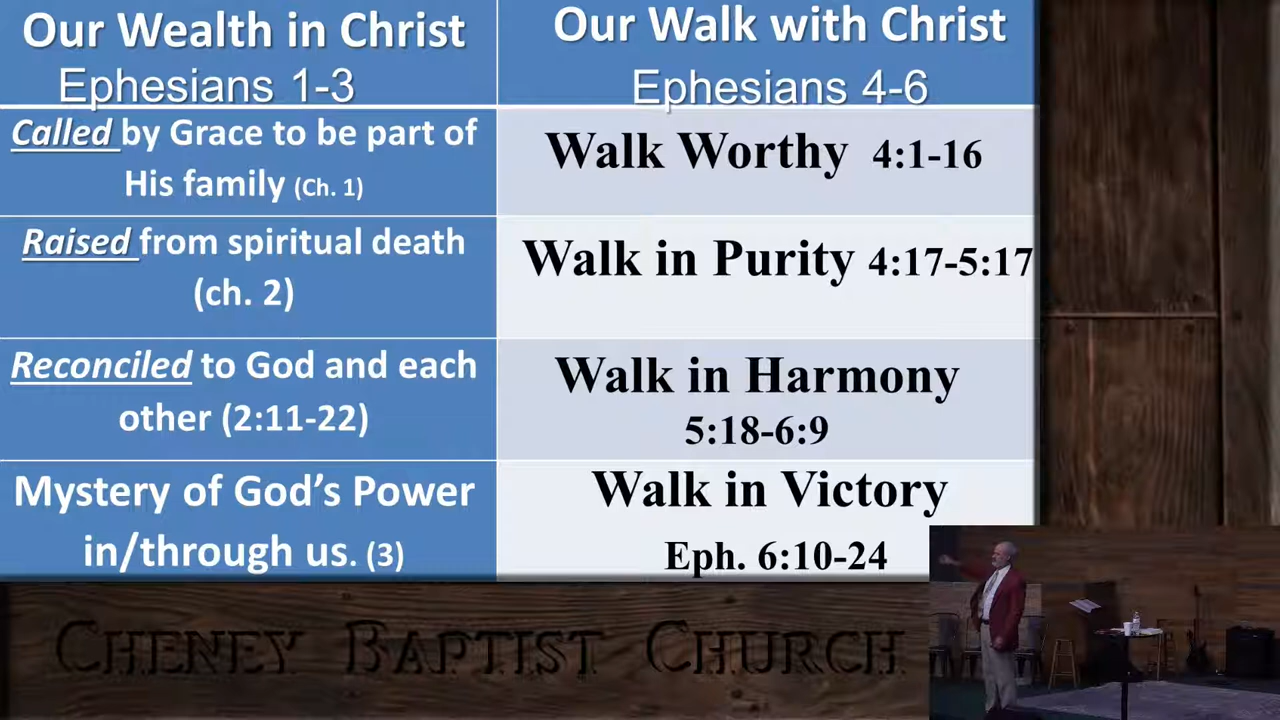 Our Wealth in Christ
Ephesians 1-3
Our Walk with Christ
Ephesians 4-6
Called by Grace to be part of
His family (Ch. 1)
Walk Worthy 4:1-16
Raised from spiritual death
(ch. 2)
Walk in Purity 4:17-5:17
Reconciled to God and each
other (2:11-22)
Walk in Harmony
5:18-6:9
Mystery of God's Power
in/through us. (3)
Walk in Victory
Eph. 6:10-24
Cheney Baptist Church